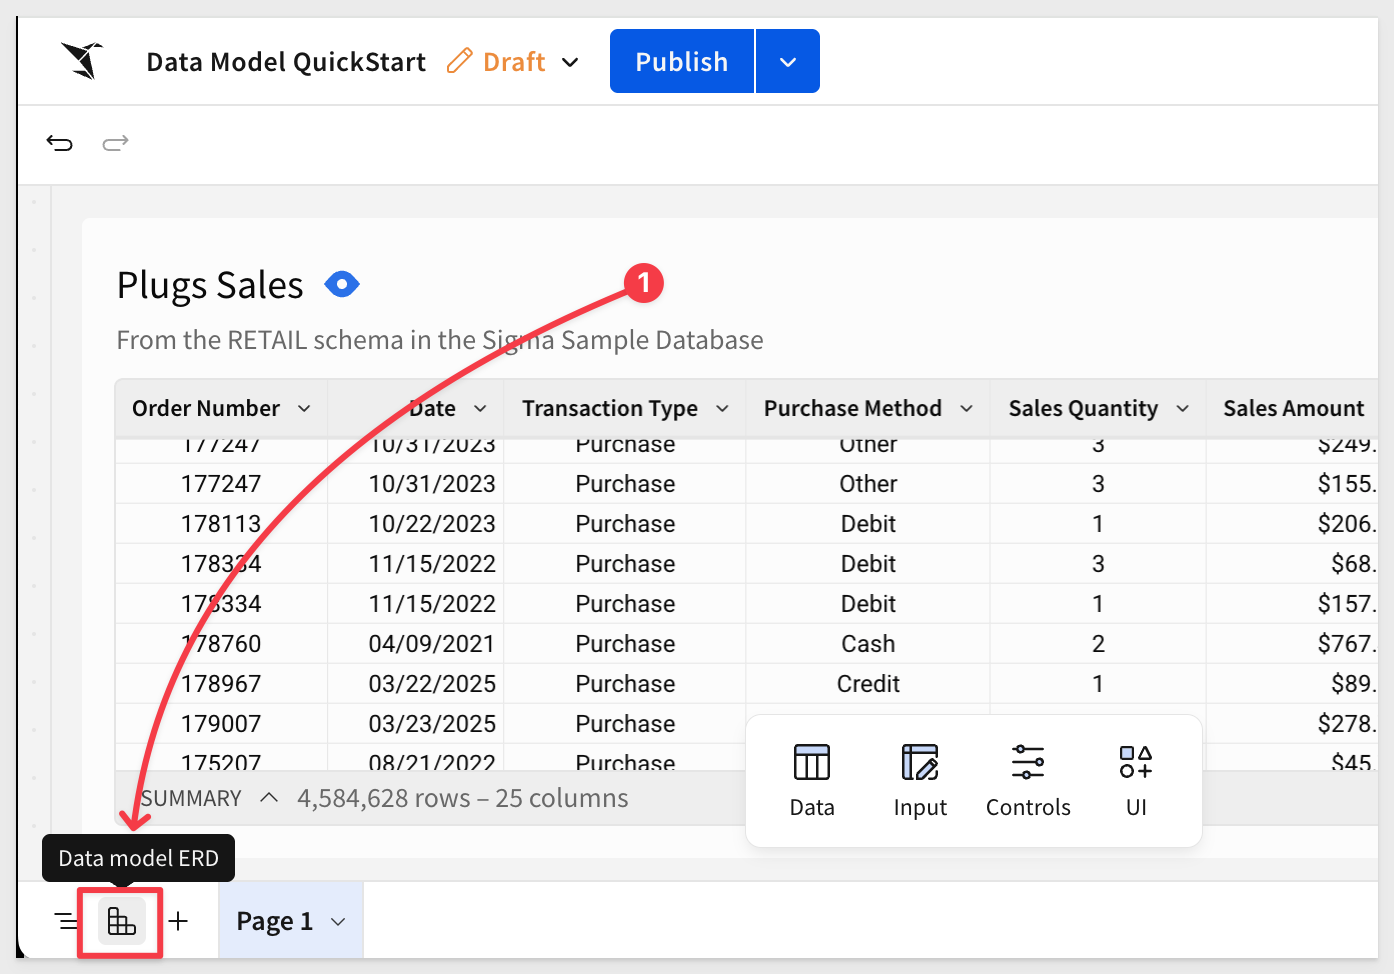 Data Model QuickStart Draft Publish
Plugs Sales 1
From the RETAIL schema in the Sigma Sample Database
Order Number Date Transaction Type Purchase Method Sales Quantity Sales Amount
177247 10/31/2023 Purchase Other 3 $249.
177247 10/31/2023 Purchase Other 3 $155.
178113 10/22/2023 Purchase Debit 1 $206.
178334 11/15/2022 Purchase Debit 3 $68.
178334 11/15/2022 Purchase Debit 1 $157.
178760 04/09/2021 Purchase Cash 2 $767.
178967 03/22/2025 Purchase Credit 1 $89.
179007 03/23/2025 Purchase $278.
175207 08/21/2022 Purchase $45.
SUMMARY 4,584,628 rows – 25 columns
Data Input Controls UI
Data model ERD
Page 1